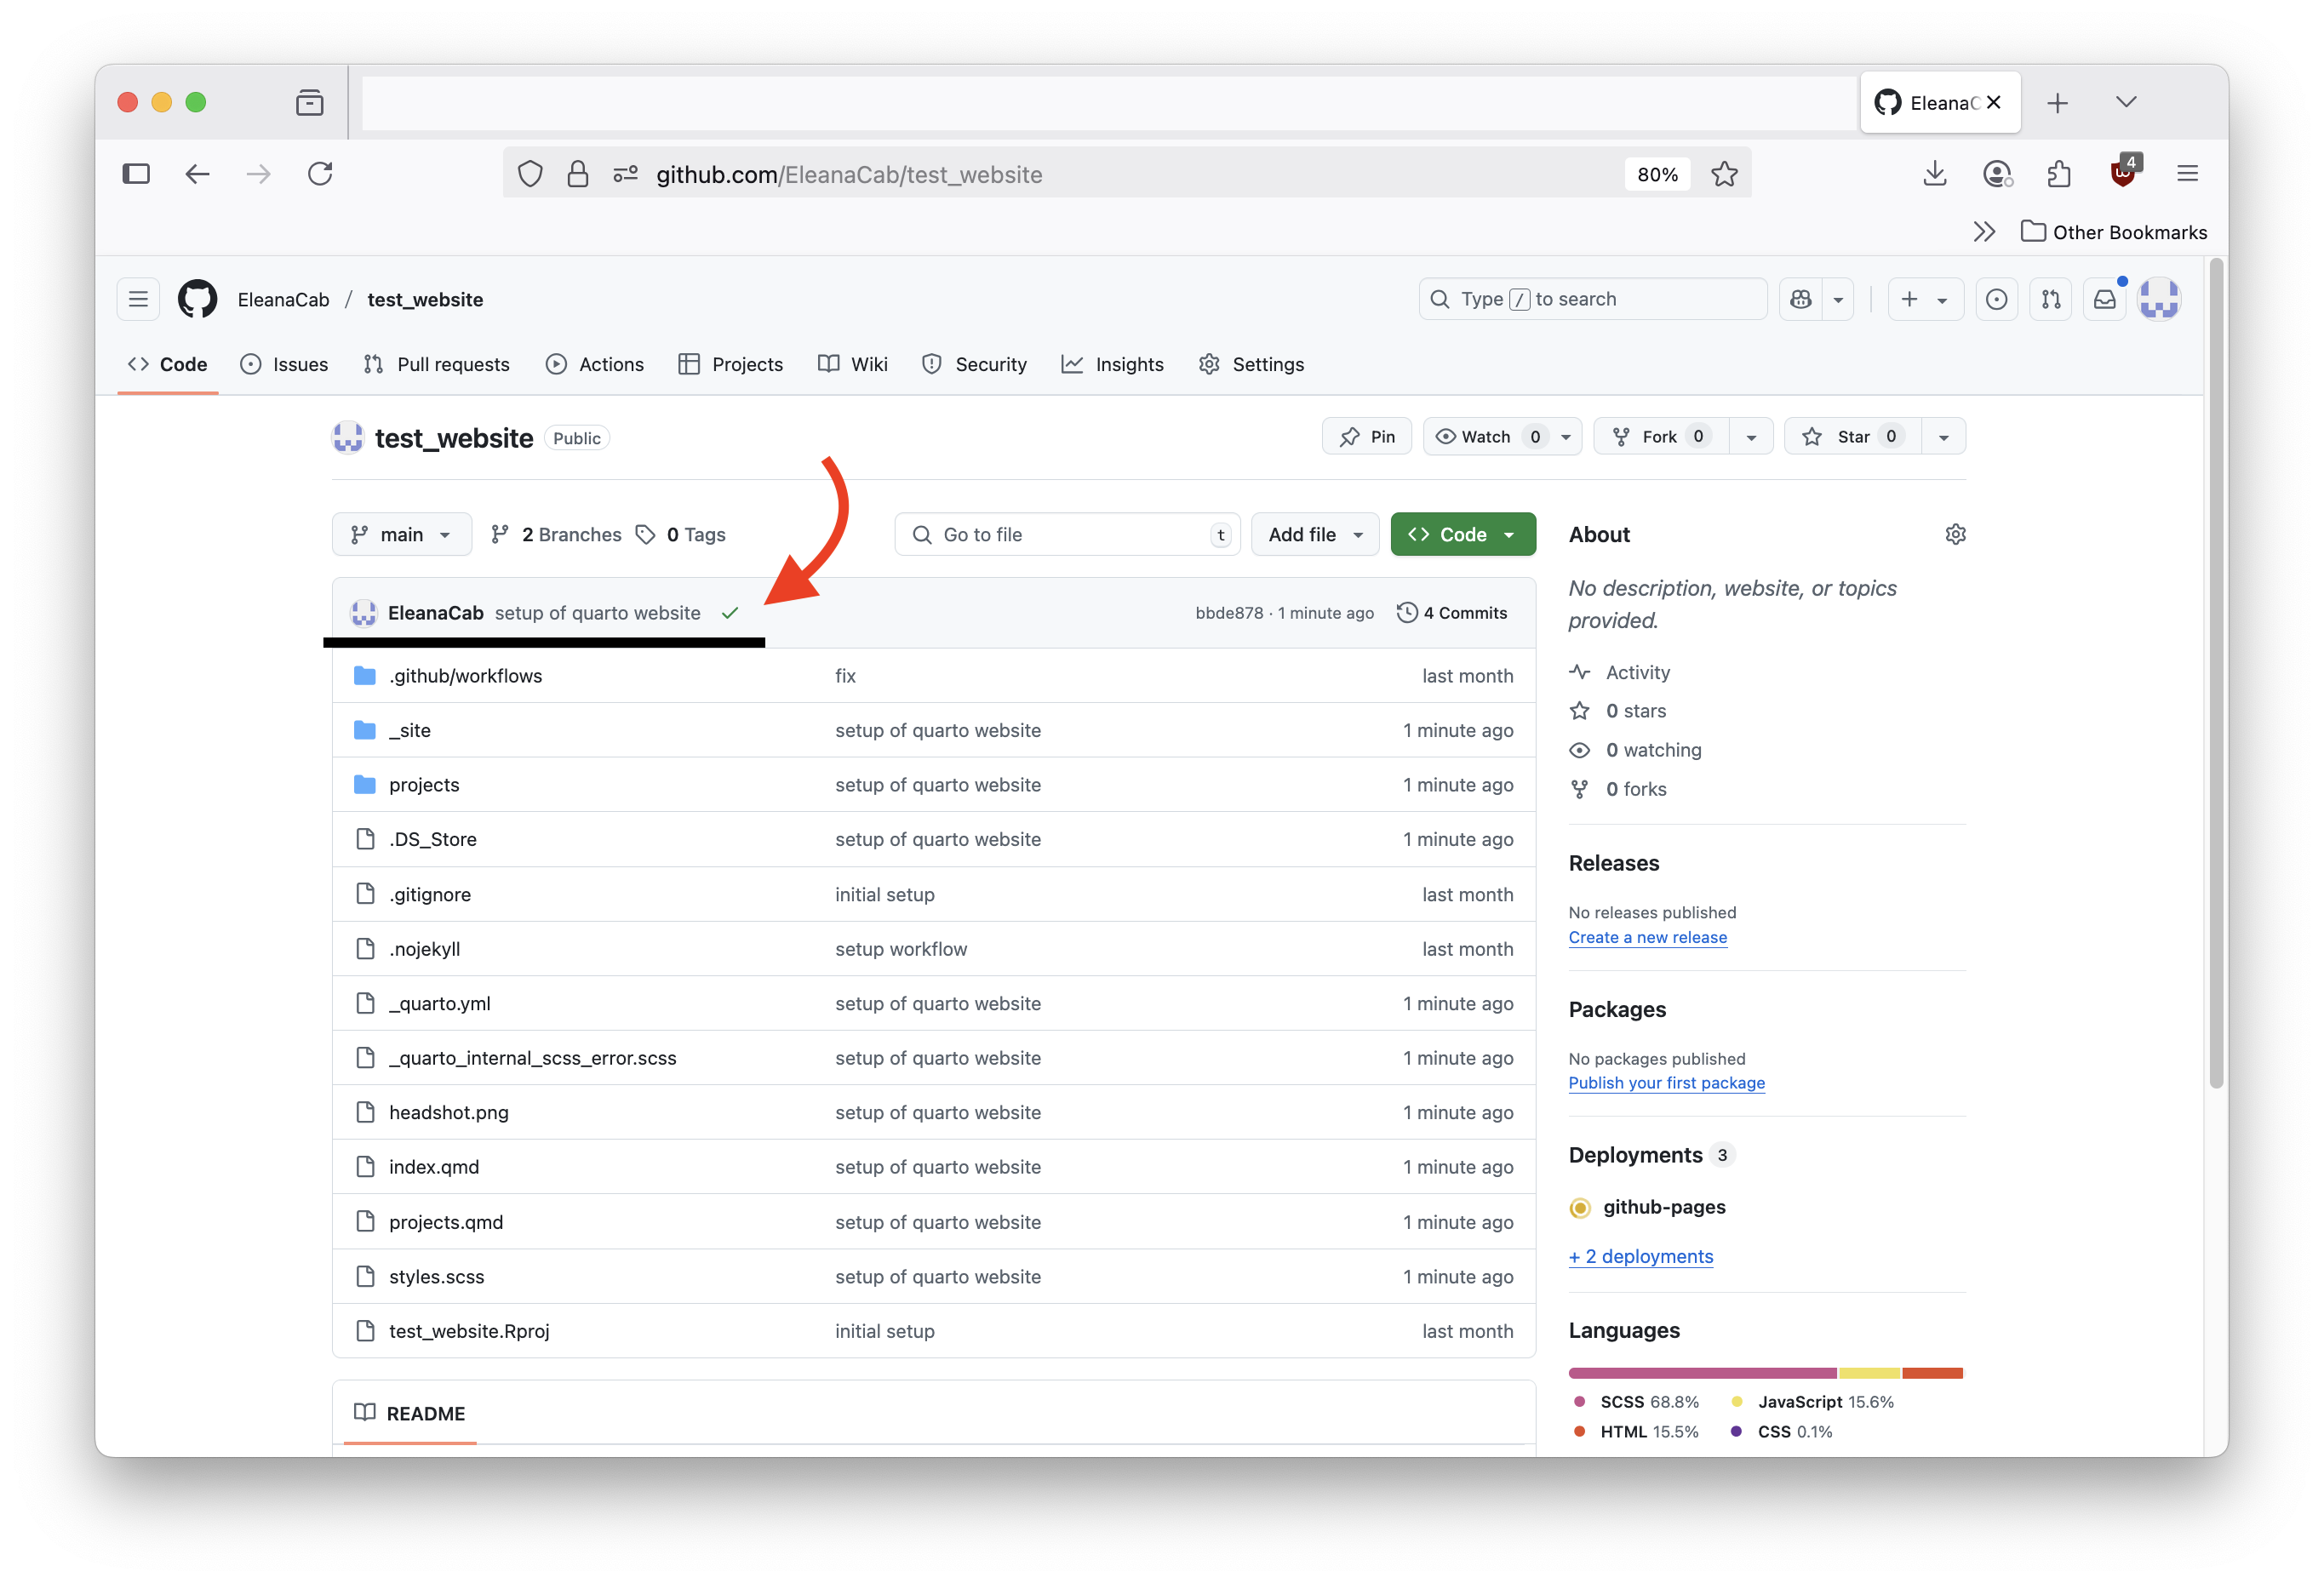 EleanaC
github.com/EleanaCab/test_website
80%
4
Other Bookmarks
EleanaCab / test_website
Type / to search
Code Issues Pull requests Actions Projects Wiki Security Insights Settings
test_website Public
Pin Watch 0 Fork 0 Star 0
main 2 Branches 0 Tags Go to file t Add file Code
EleanaCab setup of quarto website bbde878 · 1 minute ago 4 Commits
.github/workflows fix last month
_site setup of quarto website 1 minute ago
projects setup of quarto website 1 minute ago
.DS_Store setup of quarto website 1 minute ago
.gitignore initial setup last month
.nojekyll setup workflow last month
_quarto.yml setup of quarto website 1 minute ago
_quarto_internal_scss_error.scss setup of quarto website 1 minute ago
headshot.png setup of quarto website 1 minute ago
index.qmd setup of quarto website 1 minute ago
projects.qmd setup of quarto website 1 minute ago
styles.scss setup of quarto website 1 minute ago
test_website.Rproj initial setup last month
README
About
No description, website, or topics
provided.
Activity
0 stars
0 watching
0 forks
Releases
No releases published
Create a new release
Packages
No packages published
Publish your first package
Deployments 3
github-pages
+ 2 deployments
Languages
SCSS 68.8% JavaScript 15.6%
HTML 15.5% CSS 0.1%